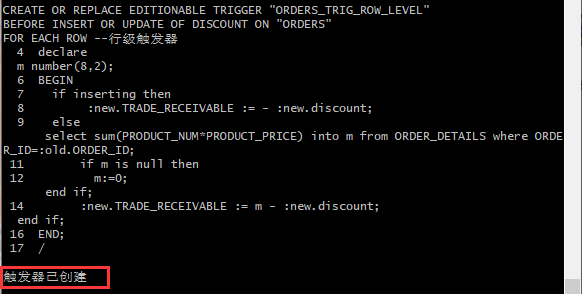 CREATE OR REPLACE EDITIONABLE TRIGGER "ORDERS_TRIG_ROW_LEVEL"
BEFORE INSERT OR UPDATE OF DISCOUNT ON "ORDERS"
FOR EACH ROW --行级触发器
4 declare
m number(8,2);
6 BEGIN
7 if inserting then
8 :new.TRADE_RECEIVABLE := - :new.discount;
9 else
select sum(PRODUCT_NUM*PRODUCT_PRICE) into m from ORDER_DETAILS where ORDE
R_ID=:old.ORDER_ID;
11 if m is null then
12 m:=0;
end if;
14 :new.TRADE_RECEIVABLE := m - :new.discount;
end if;
16 END;
17 /
触发器已创建